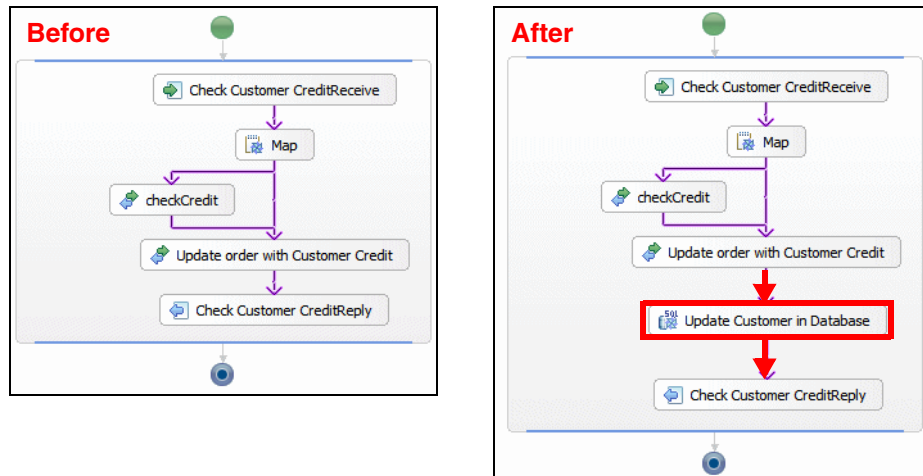 Before
Check Customer CreditReceive
Map
checkCredit
Update order with Customer Credit
Check Customer CreditReply
After
Check Customer CreditReceive
Map
checkCredit
Update order with Customer Credit
SQL
Update Customer in Database
Check Customer CreditReply